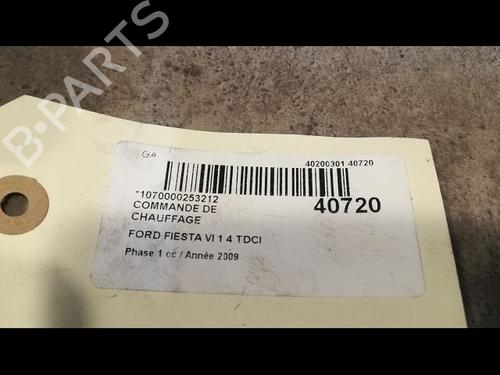 B-PARTS
GA
40200301 40720
*1070000253212
40720
COMMANDE DE
CHAUFFAGE
FORD FIESTA VI 1 4 TDCI
Phase 1 cc / Année 2009